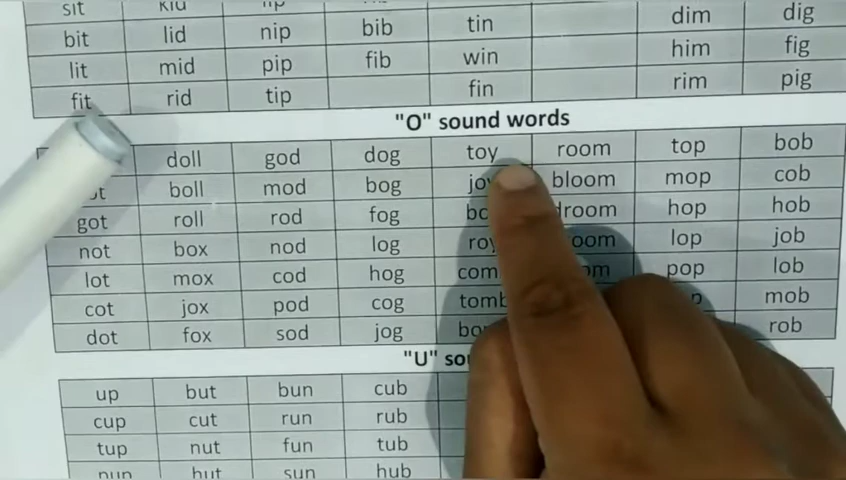 sit kid
bit lid nip bib tin dim dig
lit mid pip fib win him fig
fit rid tip fin rim pig
"O" sound words
doll god dog toy room top bob
boll mod bog bloom mop cob
got roll rod fog hop hob
not box nod log lop job
lot mox cod hog pop lob
cot jox pod cog tomb mob
dot fox sod jog rob
"U"
up but bun cub
cup cut run rub
tup nut fun tub
hut sun hub